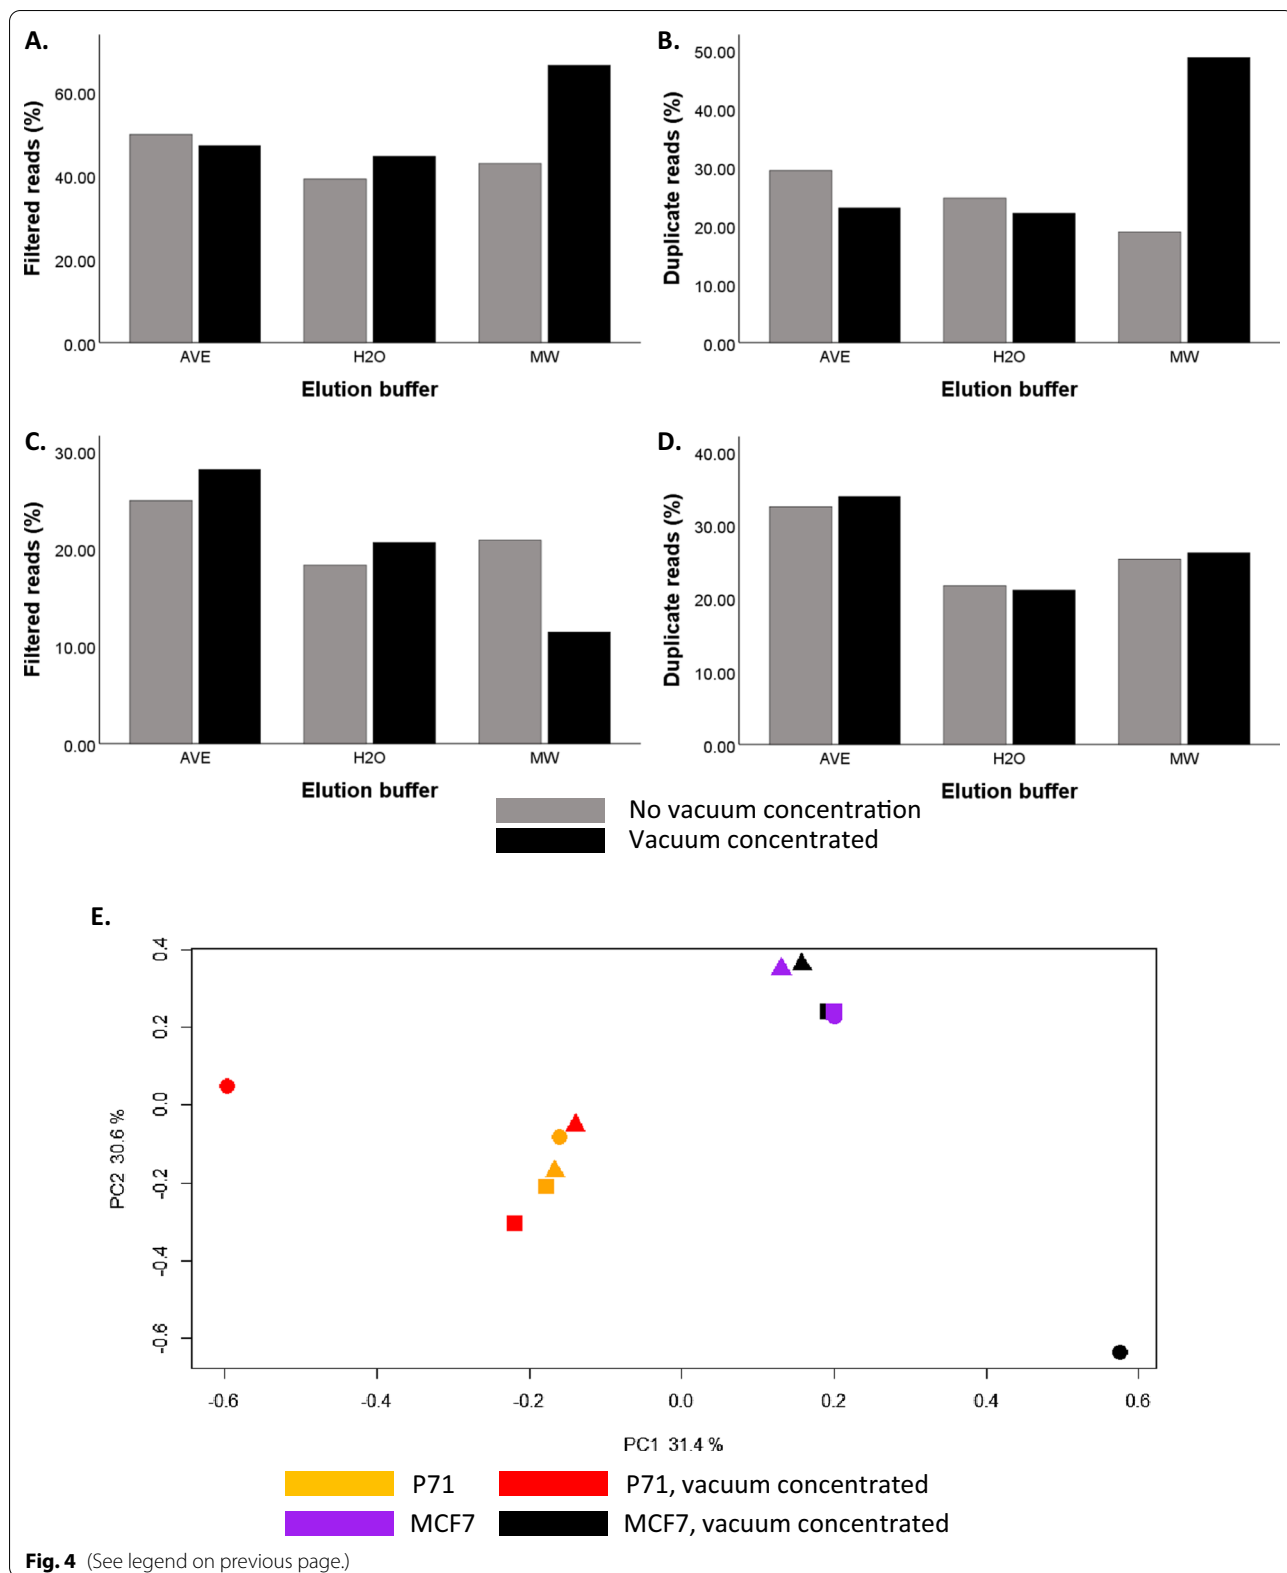 A.
Filtered reads (%)
60.00
40.00
20.00
0.00
AVE H2O MW
Elution buffer
B.
Duplicate reads (%)
50.00
40.00
30.00
20.00
10.00
0.00
AVE H2O MW
Elution buffer
C.
Filtered reads (%)
30.00
20.00
10.00
0.00
AVE H2O MW
Elution buffer
D.
Duplicate reads (%)
40.00
30.00
20.00
10.00
0.00
AVE H2O MW
Elution buffer
No vacuum concentration
Vacuum concentrated
E.
PC2 30.6 %
0.4
0.2
0.0
-0.2
-0.4
-0.6
-0.6 -0.4 -0.2 0.0 0.2 0.4 0.6
PC1 31.4 %
P71 P71, vacuum concentrated
MCF7 MCF7, vacuum concentrated
Fig. 4 (See legend on previous page.)